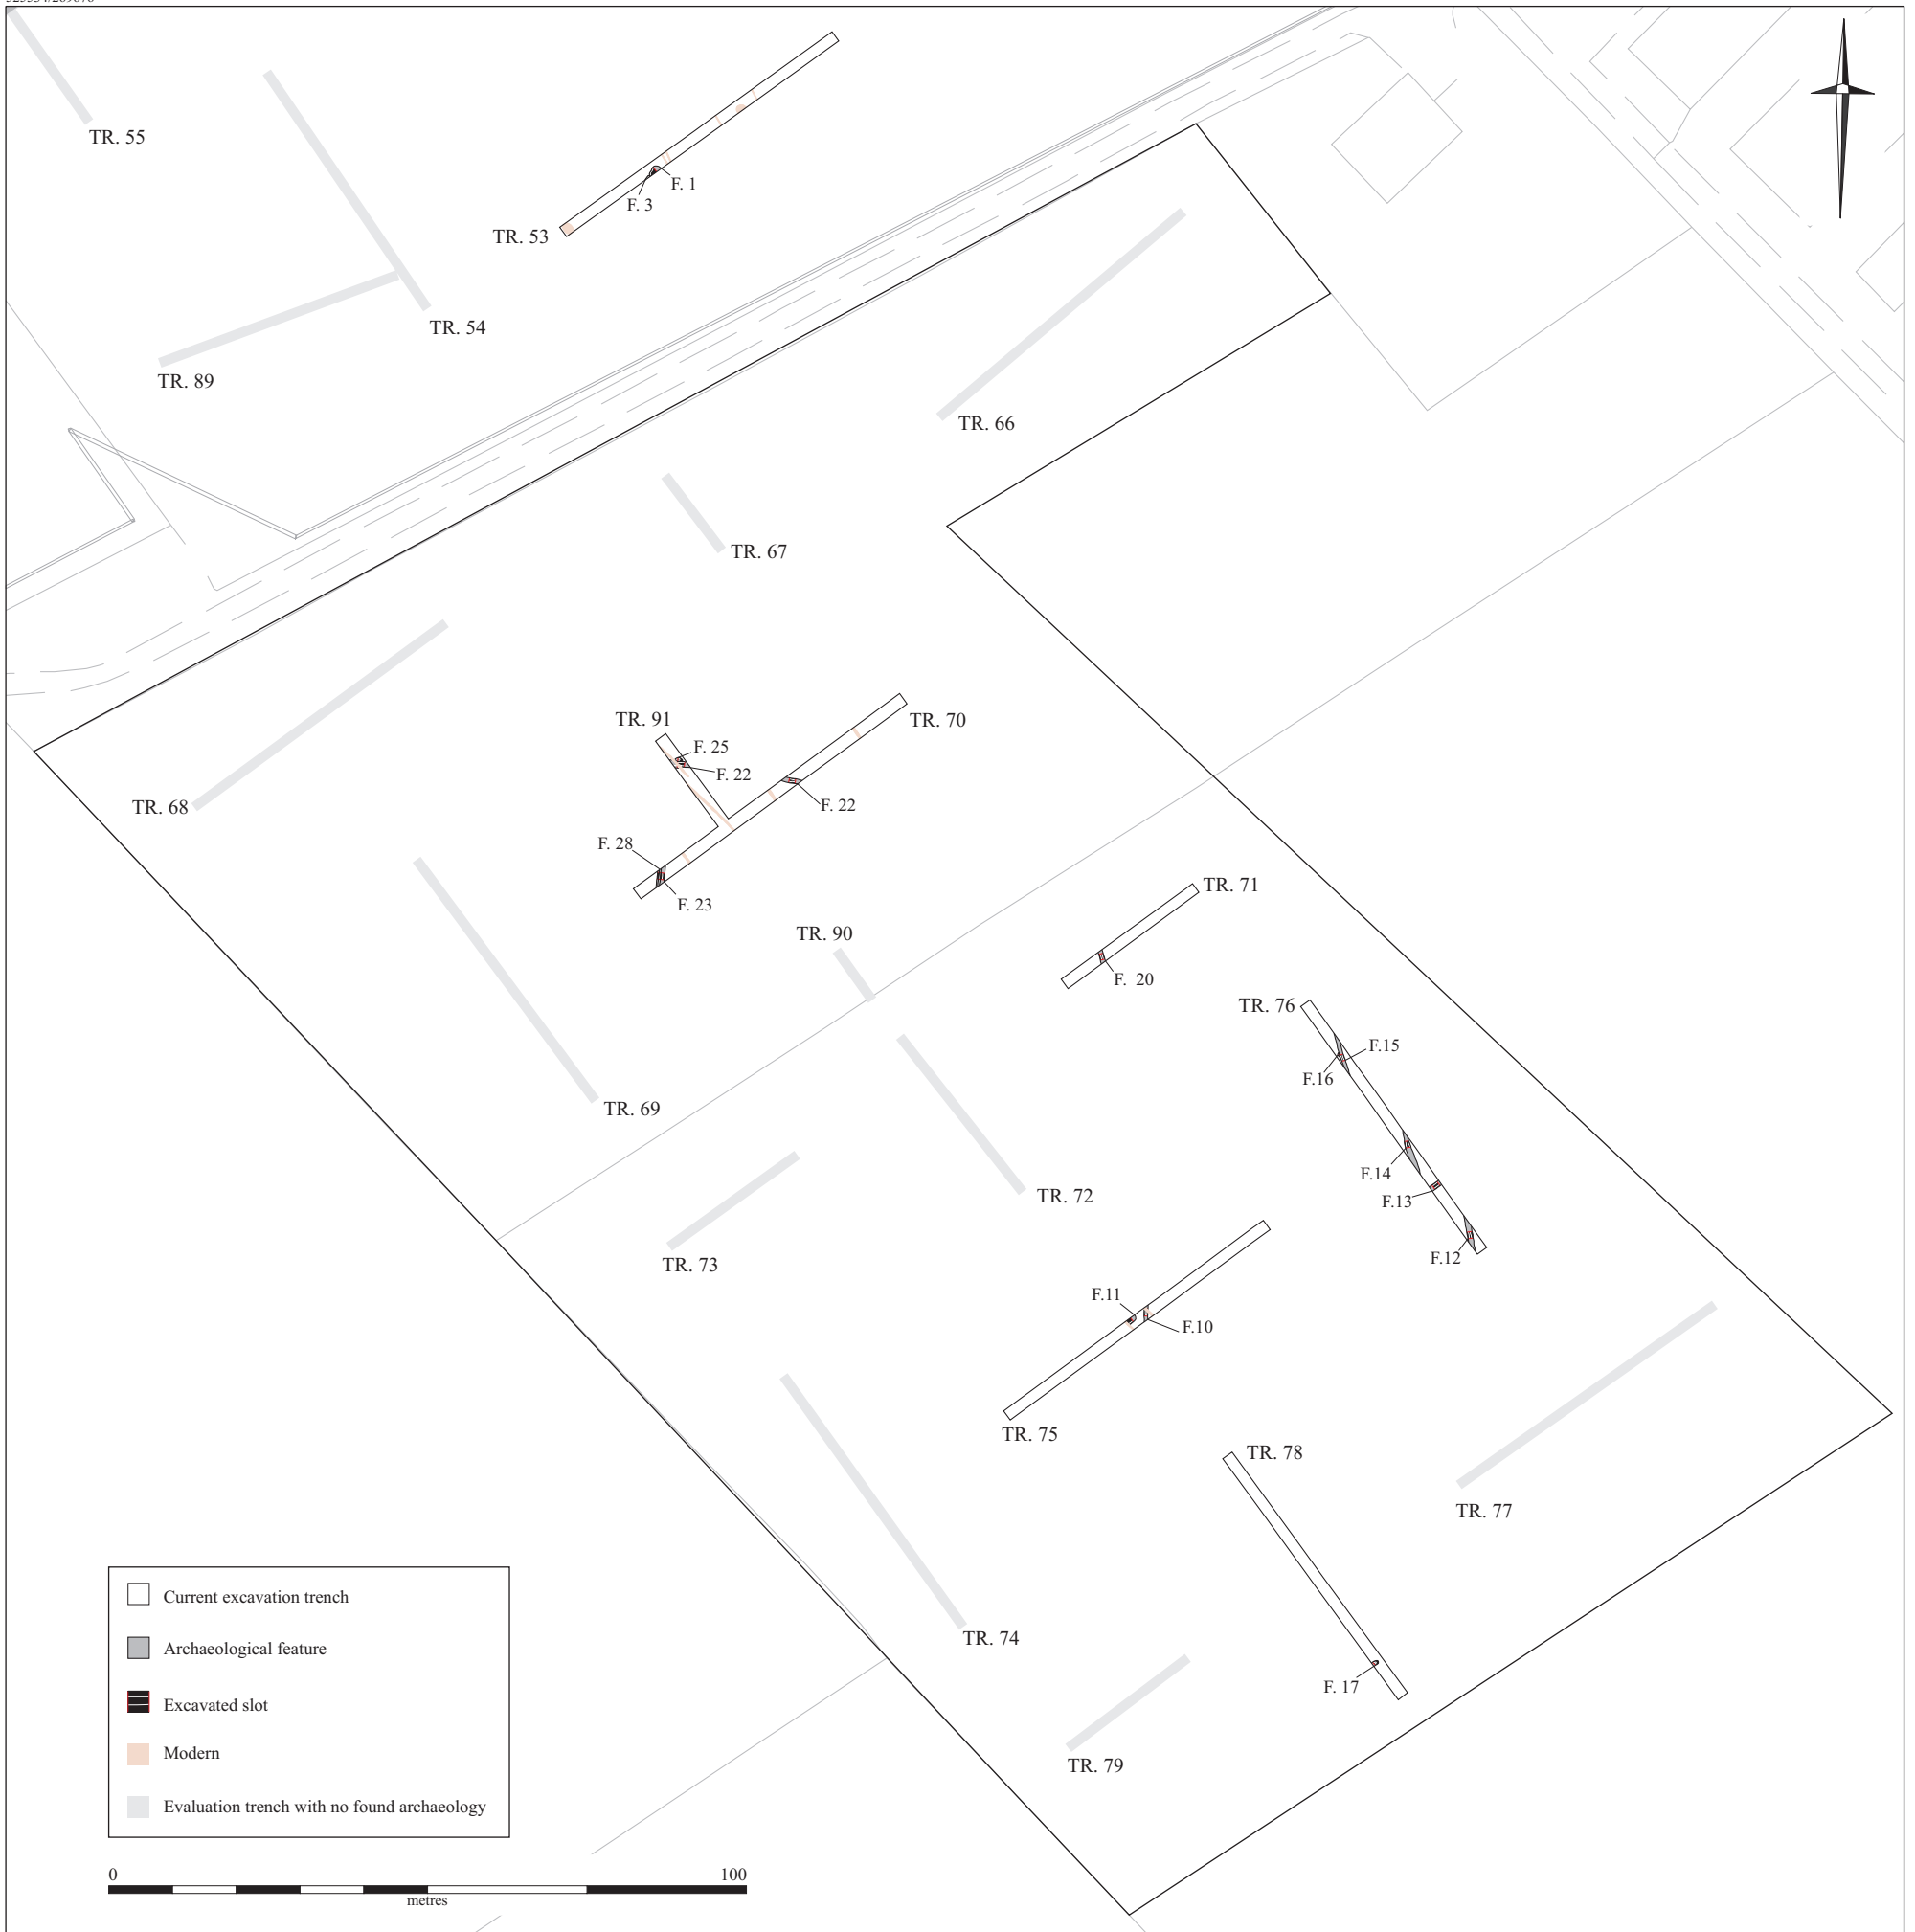 TR. 55
F. 1
F. 3
TR. 53
TR. 54
TR. 89
TR. 66
TR. 67
TR. 91
TR. 70
F. 25
F. 22
F. 22
TR. 68
F. 28
F. 23
TR. 71
TR. 90
F. 20
TR. 76
F.15
F.16
TR. 69
F.14
TR. 72
F.13
F.12
TR. 73
F.11
F.10
TR. 75
TR. 78
TR. 77
TR. 74
F. 17
TR. 79
Current excavation trench
Archaeological feature
Excavated slot
Modern
Evaluation trench with no found archaeology
0 100
metres